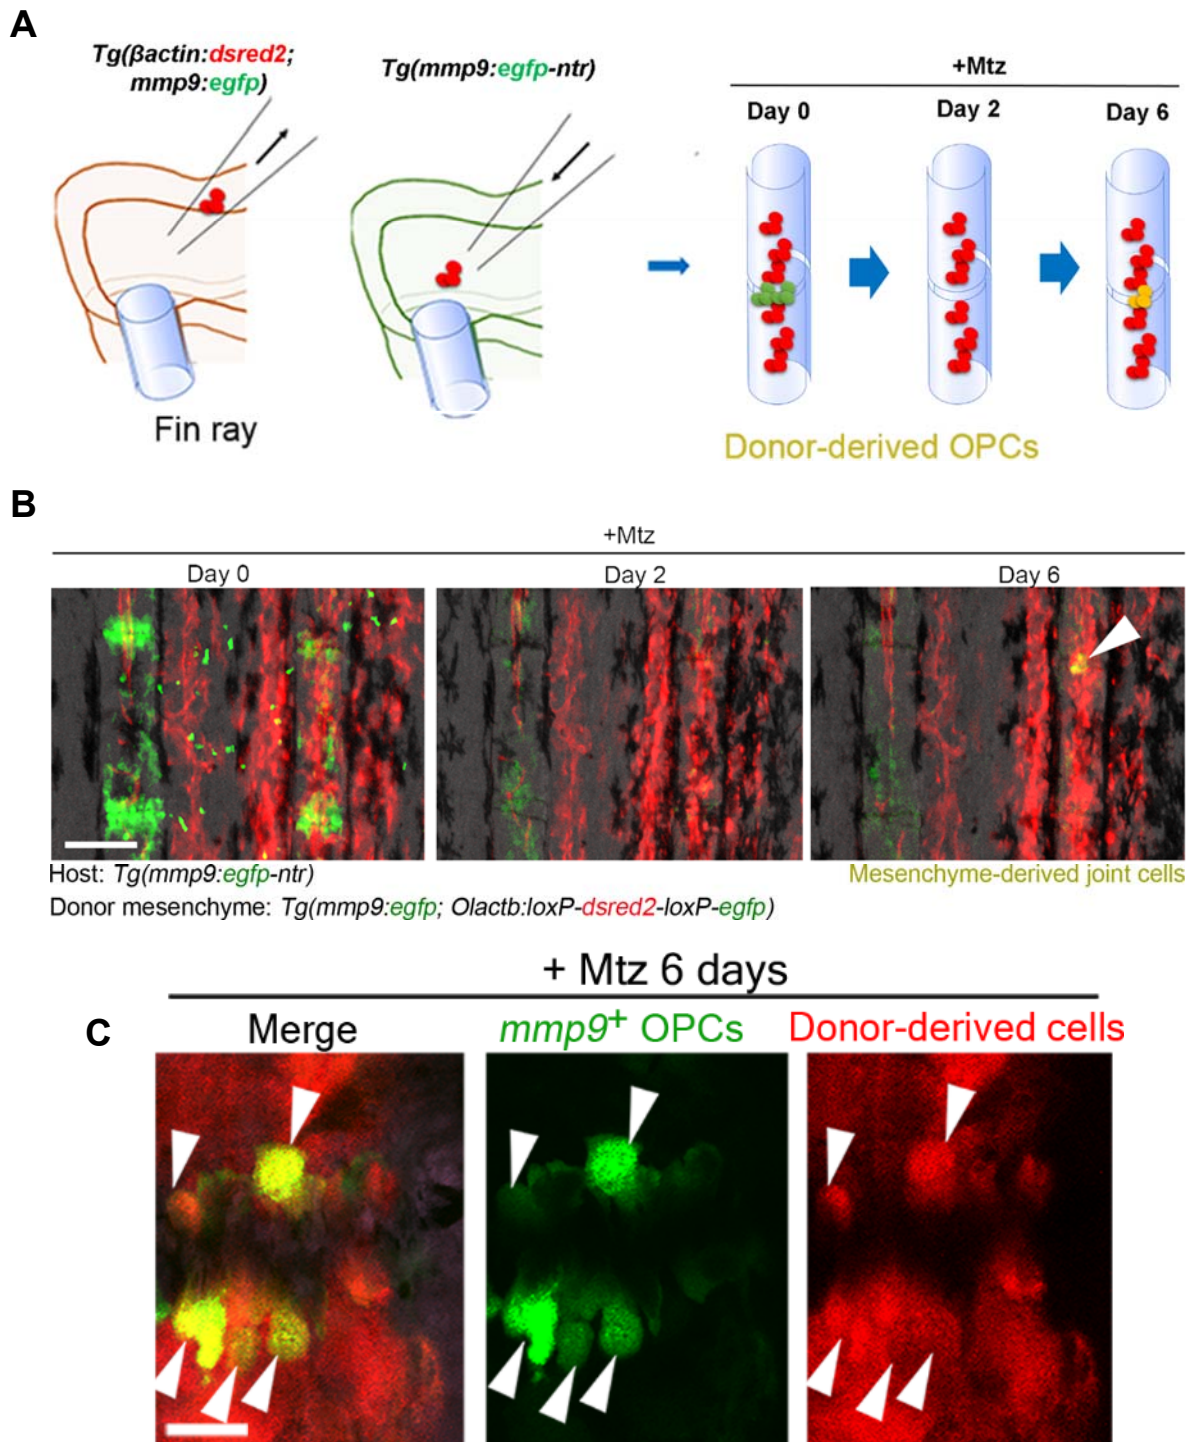 A
Tg(βactin:dsred2;
mmp9:egfp)
Tg(mmp9:egfp-ntr)
+Mtz
Day 0
Day 2
Day 6
Fin ray
Donor-derived OPCs
B
+Mtz
Day 0
Day 2
Day 6
Host: Tg(mmp9:egfp-ntr)
Mesenchyme-derived joint cells
Donor mesenchyme: Tg(mmp9:egfp; Olactb:loxP-dsred2-loxP-egfp)
+ Mtz 6 days
C
Merge
mmp9+ OPCs
Donor-derived cells